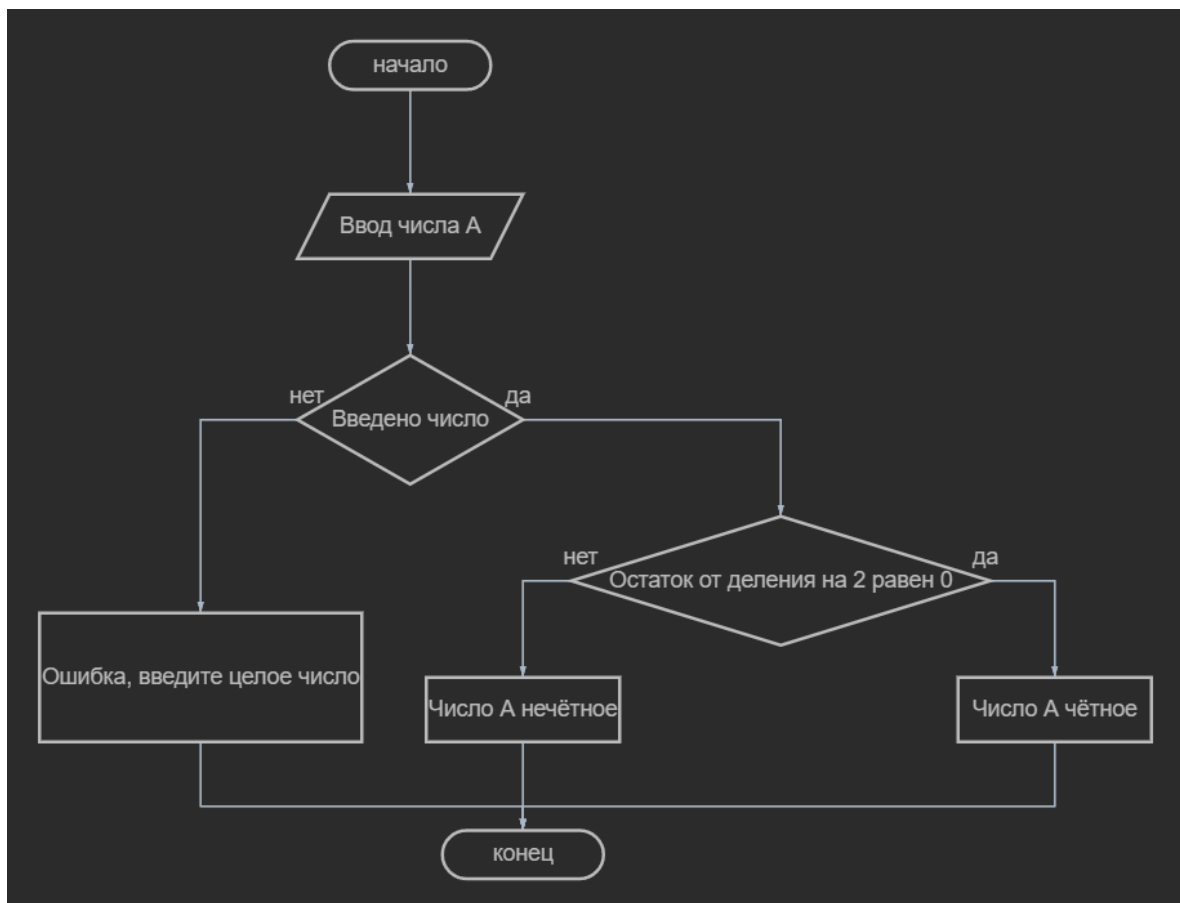 начало
Ввод числа А
нет
да
Введено число
нет
да
Остаток от деления на 2 равен 0
Ошибка, введите целое число
Число А нечётное
Число А чётное
конец